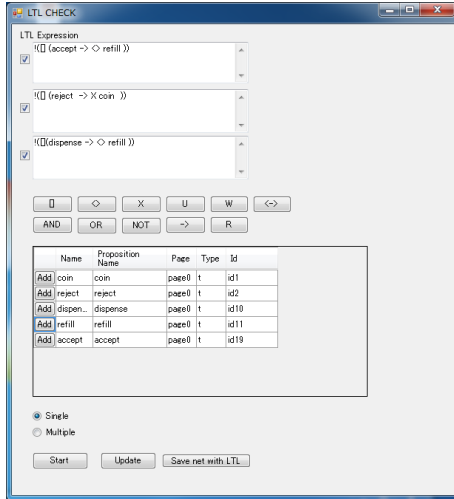 LTL CHECK
LTL Expression
!([] (accept -> <> refill ))
!([] (reject -> X coin ))
!([](dispense -> <> refill ))
[] <> X U W <->
AND OR NOT -> R
Name Proposition Name Page Type Id
Add coin coin page0 t id1
Add reject reject page0 t id2
Add dispen... dispense page0 t id10
Add refill refill page0 t id11
Add accept accept page0 t id19
Single
Multiple
Start Update Save net with LTL